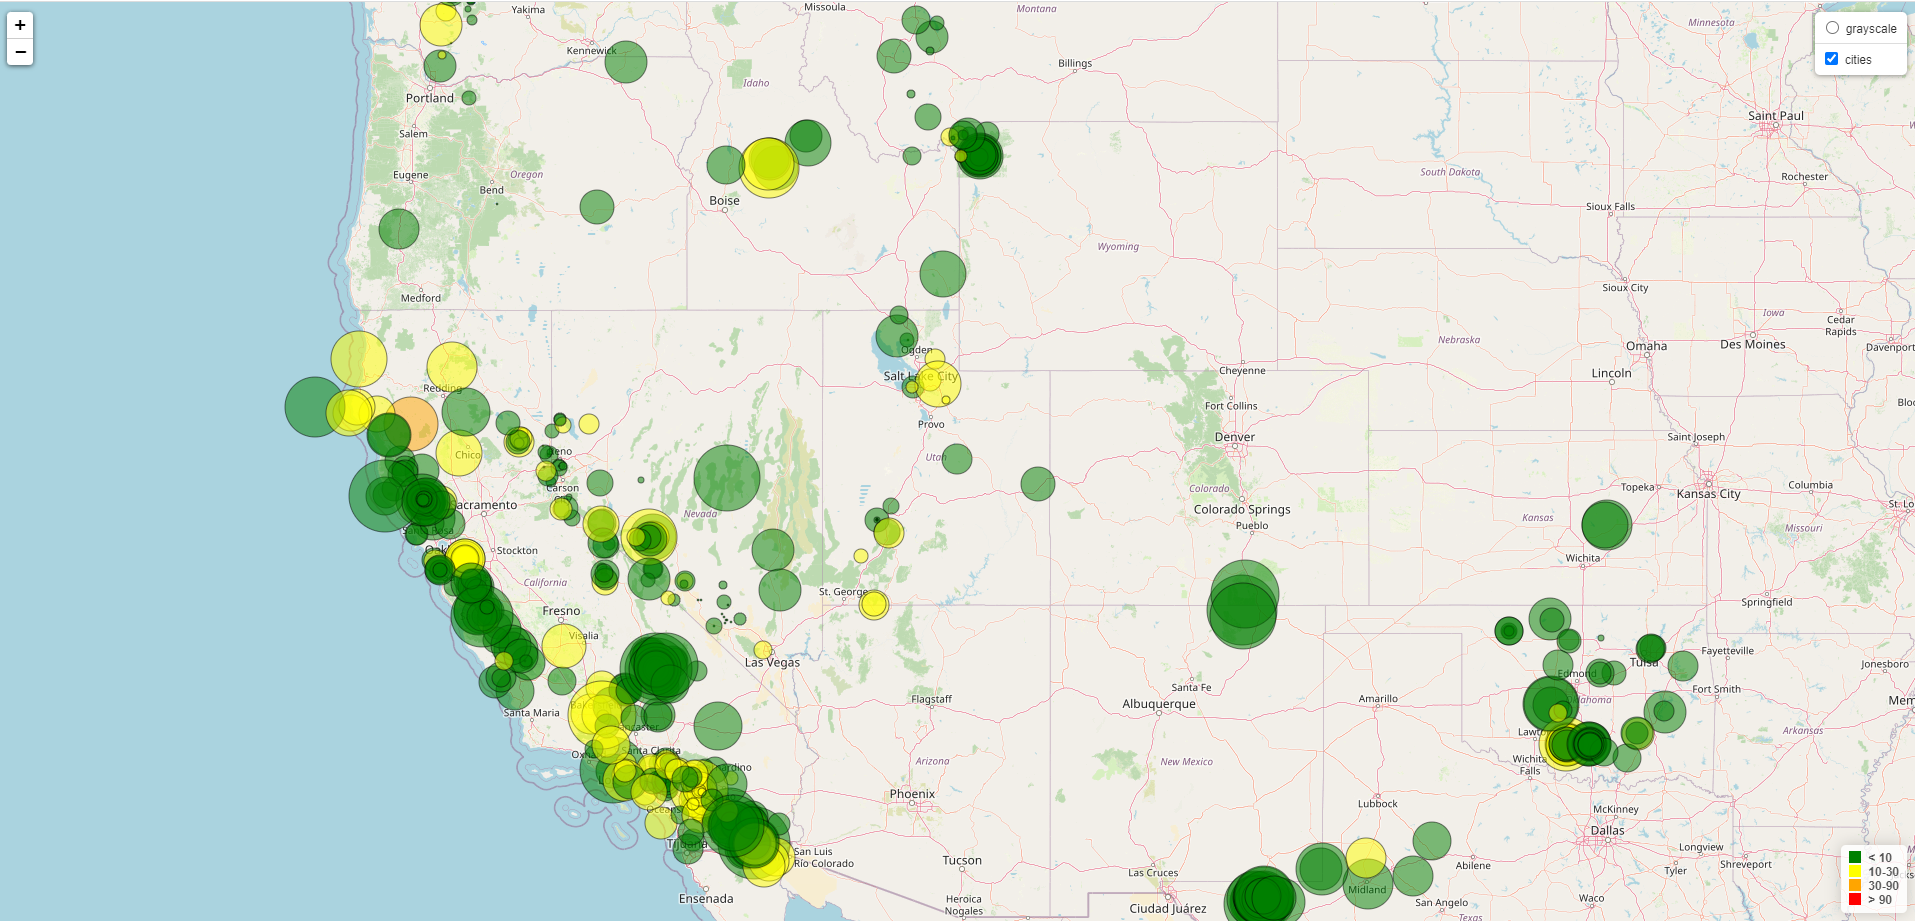 +
−
grayscale
cities
Yakima
Missoula
Montana
Minnesota
Kennewick
Billings
Idaho
Portland
Saint Paul
Salem
Eugene
Oregon
Bend
Boise
South Dakota
Rochester
Sioux Falls
Wyoming
Medford
Sioux City
Iowa
Cedar
Rapids
Nebraska
Ogden
Omaha
Des Moines
Davenport
Salt Lake City
Cheyenne
Lincoln
Redding
Fort Collins
Provo
Denver
Saint Joseph
Chico
Utah
Topeka
Columbia
Carson
Colorado
Kansas City
Sacramento
Nevada
Colorado Springs
Pueblo
Kansas
Missouri
Santa Rosa
Stockton
Wichita
California
St. George
Springfield
Fresno
Visalia
Las Vegas
Tulsa
Fayetteville
Jonesboro
Edmond
Santa Fe
Fort Smith
Flagstaff
Amarillo
Albuquerque
Oklahoma
Santa Maria
Arkansas
Santa Clarita
Arizona
New Mexico
Wichita
Falls
Phoenix
Lubbock
McKinney
Dallas
Tijuana
San Luis
Río Colorado
Tucson
Abilene
Longview
Shreveport
Las Cruces
Tyler
Midland
Ensenada
Heroica
Nogales
Ciudad Juárez
San Angelo
Waco
Texas
< 10
10-30
30-90
> 90